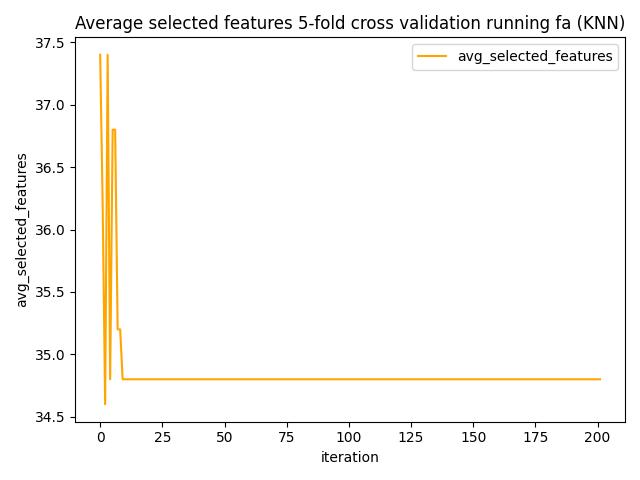 Average selected features 5-fold cross validation running fa (KNN)
avg_selected_features
37.5
37.0
36.5
36.0
35.5
35.0
34.5
avg_selected_features
0 25 50 75 100 125 150 175 200
iteration